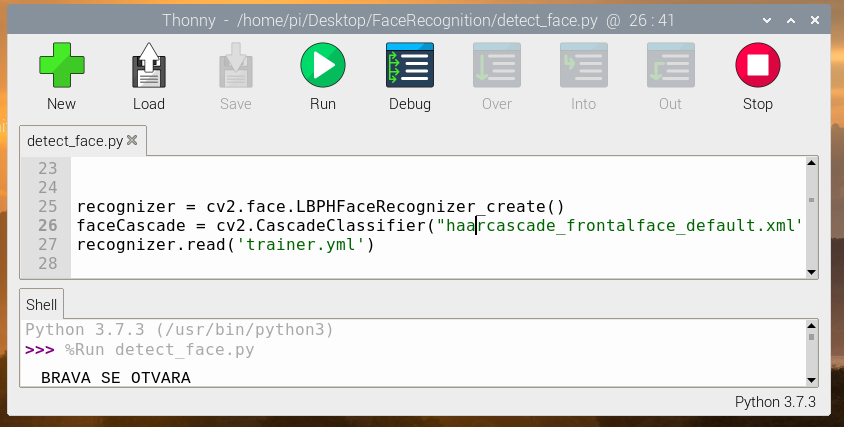 Thonny - /home/pi/Desktop/FaceRecognition/detect_face.py @ 26 : 41
New Load Save Run Debug Over Into Out Stop
detect_face.py
23
24
25 recognizer = cv2.face.LBPHFaceRecognizer_create()
26 faceCascade = cv2.CascadeClassifier("haarcascade_frontalface_default.xml"
27 recognizer.read('trainer.yml')
28
Shell
Python 3.7.3 (/usr/bin/python3)
>>> %Run detect_face.py
BRAVA SE OTVARA
Python 3.7.3